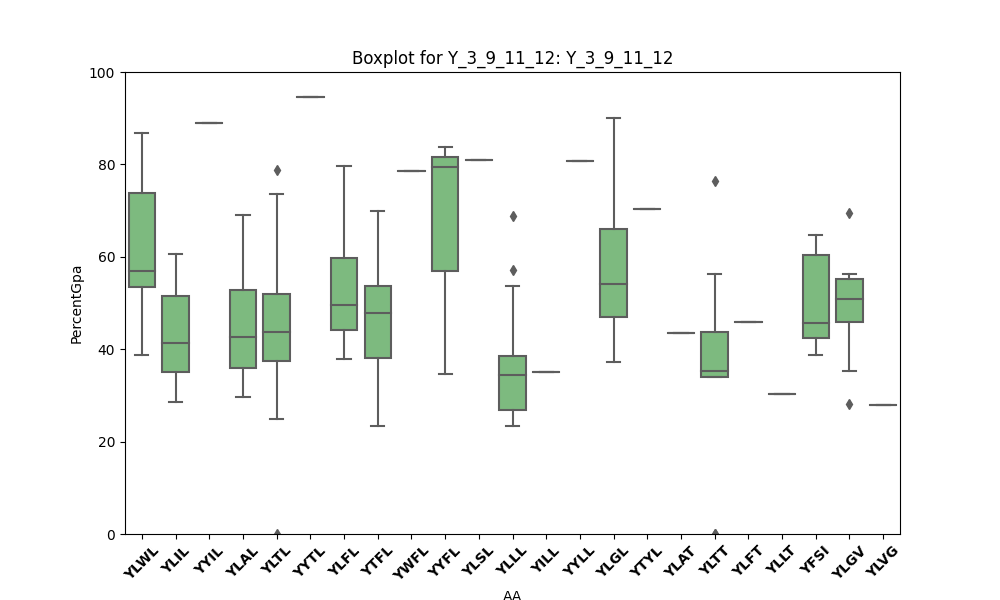 Boxplot for Y_3_9_11_12: Y_3_9_11_12
100
80
60
40
20
0
PercentGpa
YLWL YLIL YYIL YLAL YLTL YYTL YLFL YTFL YWFL YYFL YLSL YLLL YILL YYLL YLGL YTYL YLAT YLTT YLFT YLLT YFSI YLGV YLVG
AA